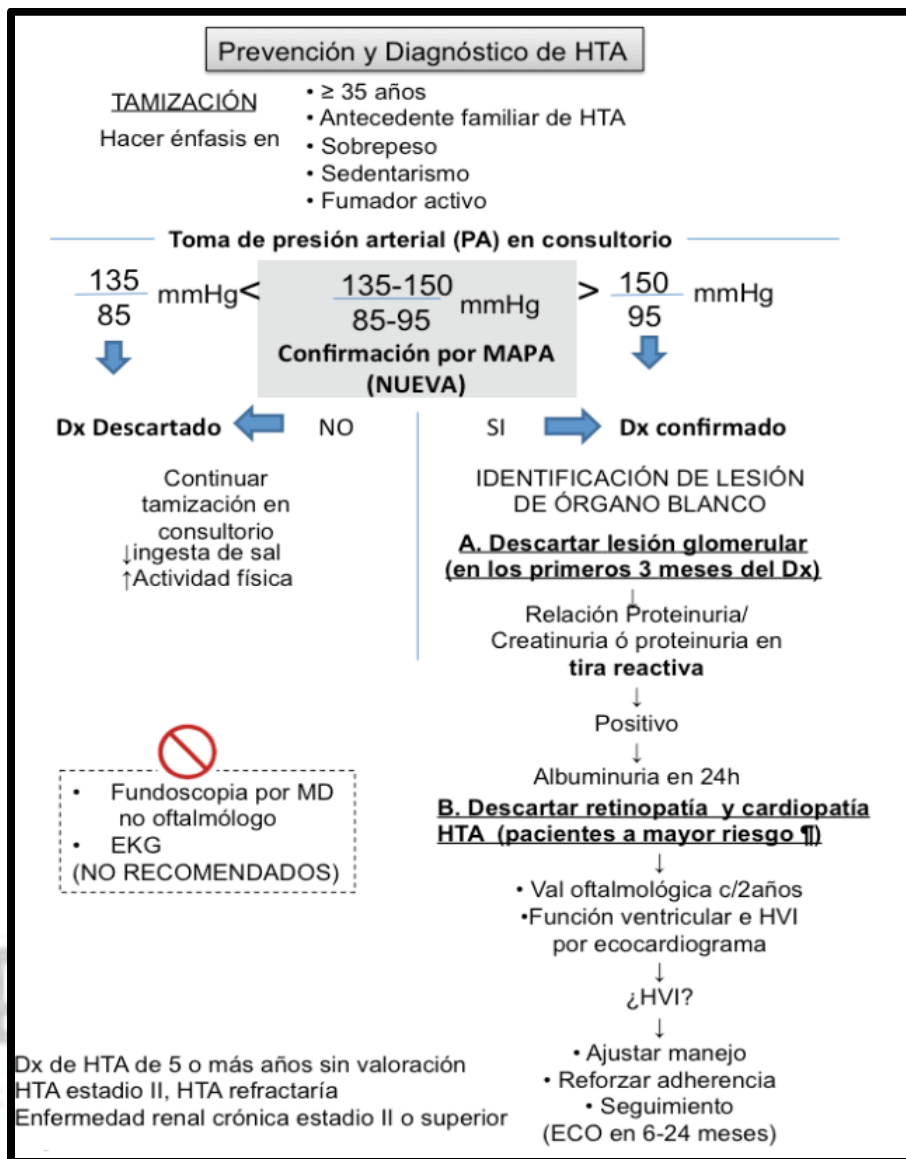 Prevención y Diagnóstico de HTA
TAMIZACIÓN
Hacer énfasis en
• ≥ 35 años
• Antecedente familiar de HTA
• Sobrepeso
• Sedentarismo
• Fumador activo
Toma de presión arterial (PA) en consultorio
135
85
mmHg <
135-150
85-95
mmHg
Confirmación por MAPA
(NUEVA)
> 150
95
mmHg
Dx Descartado
NO
SI
Dx confirmado
Continuar
tamización en
consultorio
↓ingesta de sal
↑Actividad física
IDENTIFICACIÓN DE LESIÓN
DE ÓRGANO BLANCO
A. Descartar lesión glomerular
(en los primeros 3 meses del Dx)
↓
Relación Proteinuria/
Creatinuria ó proteinuria en
tira reactiva
↓
Positivo
↓
Albuminuria en 24h
B. Descartar retinopatía y cardiopatía
HTA (pacientes a mayor riesgo ¶)
↓
• Val oftalmológica c/2años
•Función ventricular e HVI
por ecocardiograma
↓
¿HVI?
↓
• Ajustar manejo
• Reforzar adherencia
• Seguimiento
(ECO en 6-24 meses)
• Fundoscopia por MD
no oftalmólogo
• EKG
(NO RECOMENDADOS)
Dx de HTA de 5 o más años sin valoración
HTA estadio II, HTA refractaría
Enfermedad renal crónica estadio II o superior